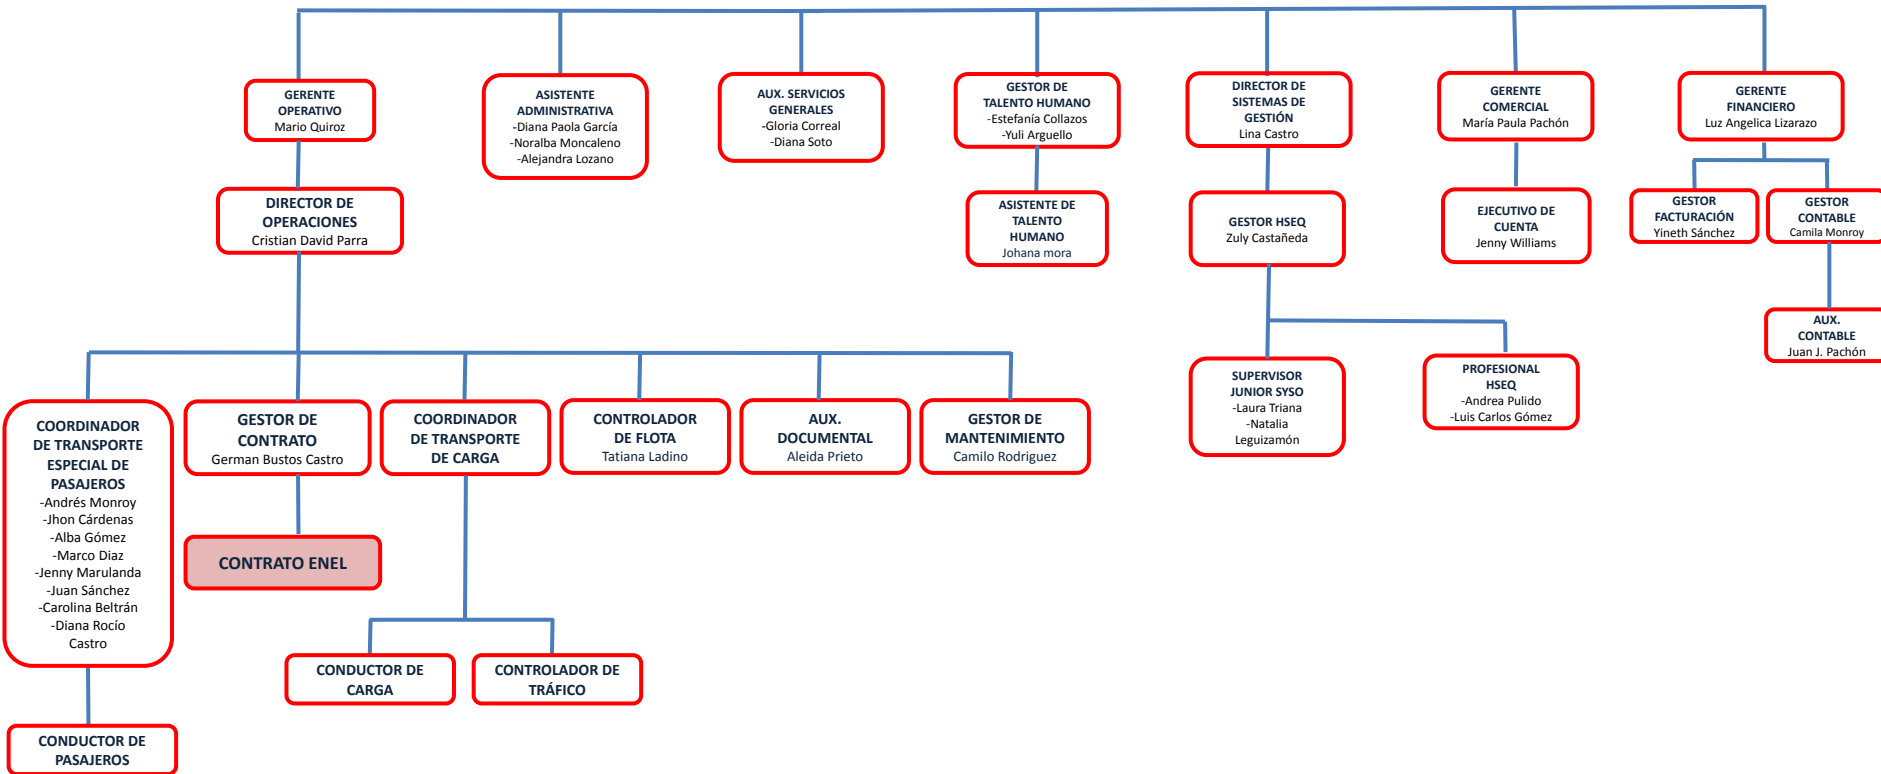 GERENTE
OPERATIVO
Mario Quiroz
ASISTENTE
ADMINISTRATIVA
-Diana Paola García
-Noralba Moncaleno
-Alejandra Lozano
AUX. SERVICIOS
GENERALES
-Gloria Correal
-Diana Soto
GESTOR DE
TALENTO HUMANO
-Estefanía Collazos
-Yuli Arguello
DIRECTOR DE
SISTEMAS DE
GESTIÓN
Lina Castro
GERENTE
COMERCIAL
María Paula Pachón
GERENTE
FINANCIERO
Luz Angelica Lizarazo
DIRECTOR DE
OPERACIONES
Cristian David Parra
ASISTENTE DE
TALENTO
HUMANO
Johana mora
GESTOR HSEQ
Zuly Castañeda
EJECUTIVO DE
CUENTA
Jenny Williams
GESTOR
FACTURACIÓN
Yineth Sánchez
GESTOR
CONTABLE
Camila Monroy
AUX.
CONTABLE
Juan J. Pachón
SUPERVISOR
JUNIOR SYSO
-Laura Triana
-Natalia
Leguizamón
PROFESIONAL
HSEQ
-Andrea Pulido
-Luis Carlos Gómez
COORDINADOR
DE TRANSPORTE
ESPECIAL DE
PASAJEROS
-Andrés Monroy
-Jhon Cárdenas
-Alba Gómez
-Marco Diaz
-Jenny Marulanda
-Juan Sánchez
-Carolina Beltrán
-Diana Rocío
Castro
GESTOR DE
CONTRATO
German Bustos Castro
COORDINADOR
DE TRANSPORTE
DE CARGA
CONTROLADOR
DE FLOTA
Tatiana Ladino
AUX.
DOCUMENTAL
Aleida Prieto
GESTOR DE
MANTENIMIENTO
Camilo Rodriguez
CONTRATO ENEL
CONDUCTOR DE
CARGA
CONTROLADOR DE
TRÁFICO
CONDUCTOR DE
PASAJEROS